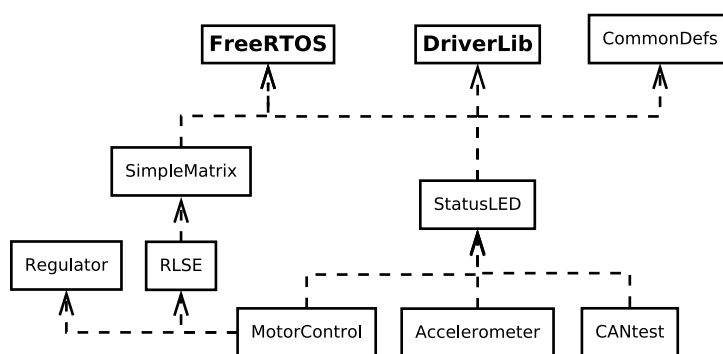 FreeRTOS
DriverLib
CommonDefs
SimpleMatrix
StatusLED
Regulator
RLSE
MotorControl
Accelerometer
CANtest